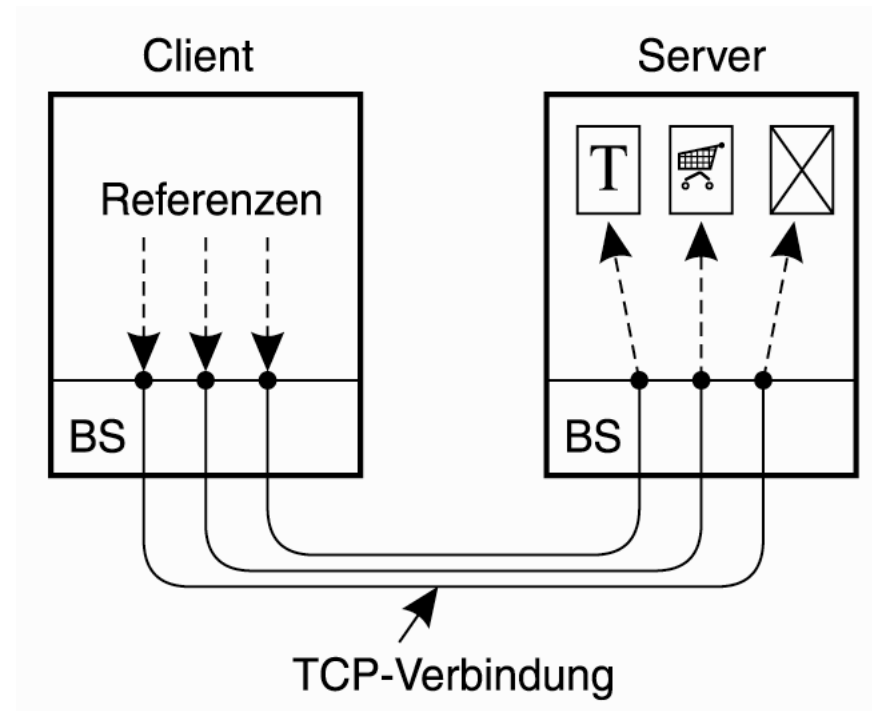 Client
Server
Referenzen
T
BS
BS
TCP-Verbindung